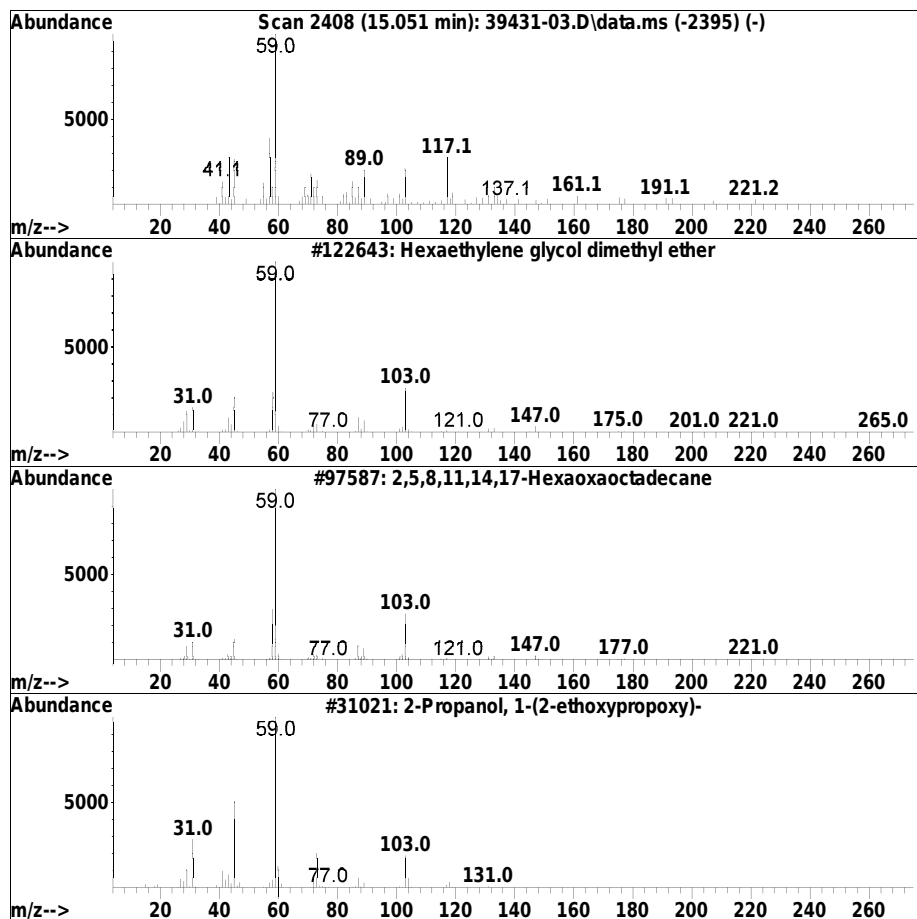 Abundance Scan 2408 (15.051 min): 39431-03.D\data.ms (-2395) (-)
59.0
5000
117.1
41.1 89.0
137.1 161.1 191.1 221.2
m/z--> 20 40 60 80 100 120 140 160 180 200 220 240 260
Abundance #122643: Hexaethylene glycol dimethyl ether
59.0
5000
103.0
31.0
77.0 121.0 147.0 175.0 201.0 221.0 265.0
m/z--> 20 40 60 80 100 120 140 160 180 200 220 240 260
Abundance #97587: 2,5,8,11,14,17-Hexaoxaoctadecane
59.0
5000
103.0
31.0
77.0 121.0 147.0 177.0 221.0
m/z--> 20 40 60 80 100 120 140 160 180 200 220 240 260
Abundance #31021: 2-Propanol, 1-(2-ethoxypropoxy)-
59.0
5000
31.0
103.0
77.0 131.0
m/z--> 20 40 60 80 100 120 140 160 180 200 220 240 260